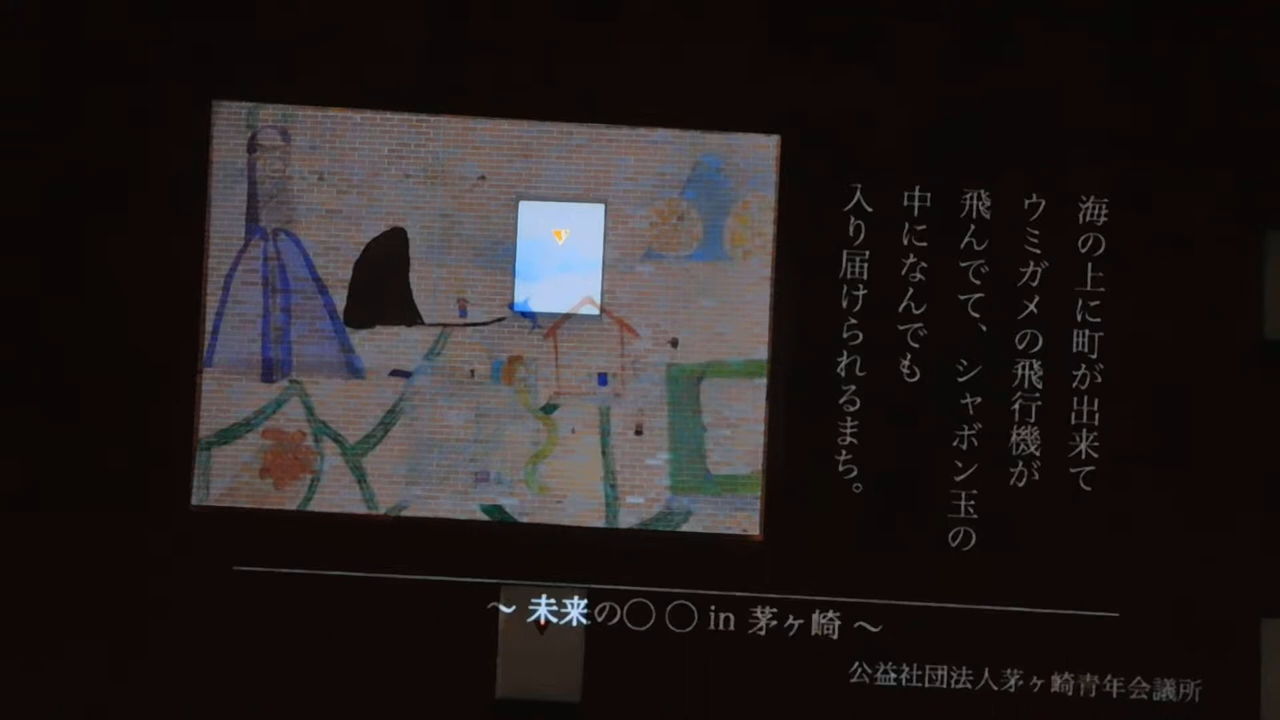 海の上に町が出来て
ウミガメの飛行機が
飛んでて、シャボン玉の
中になんでも
入り届けられるまち。
～ 未来の〇 〇 in 茅ヶ崎 ～
公益社団法人茅ヶ崎青年会議所